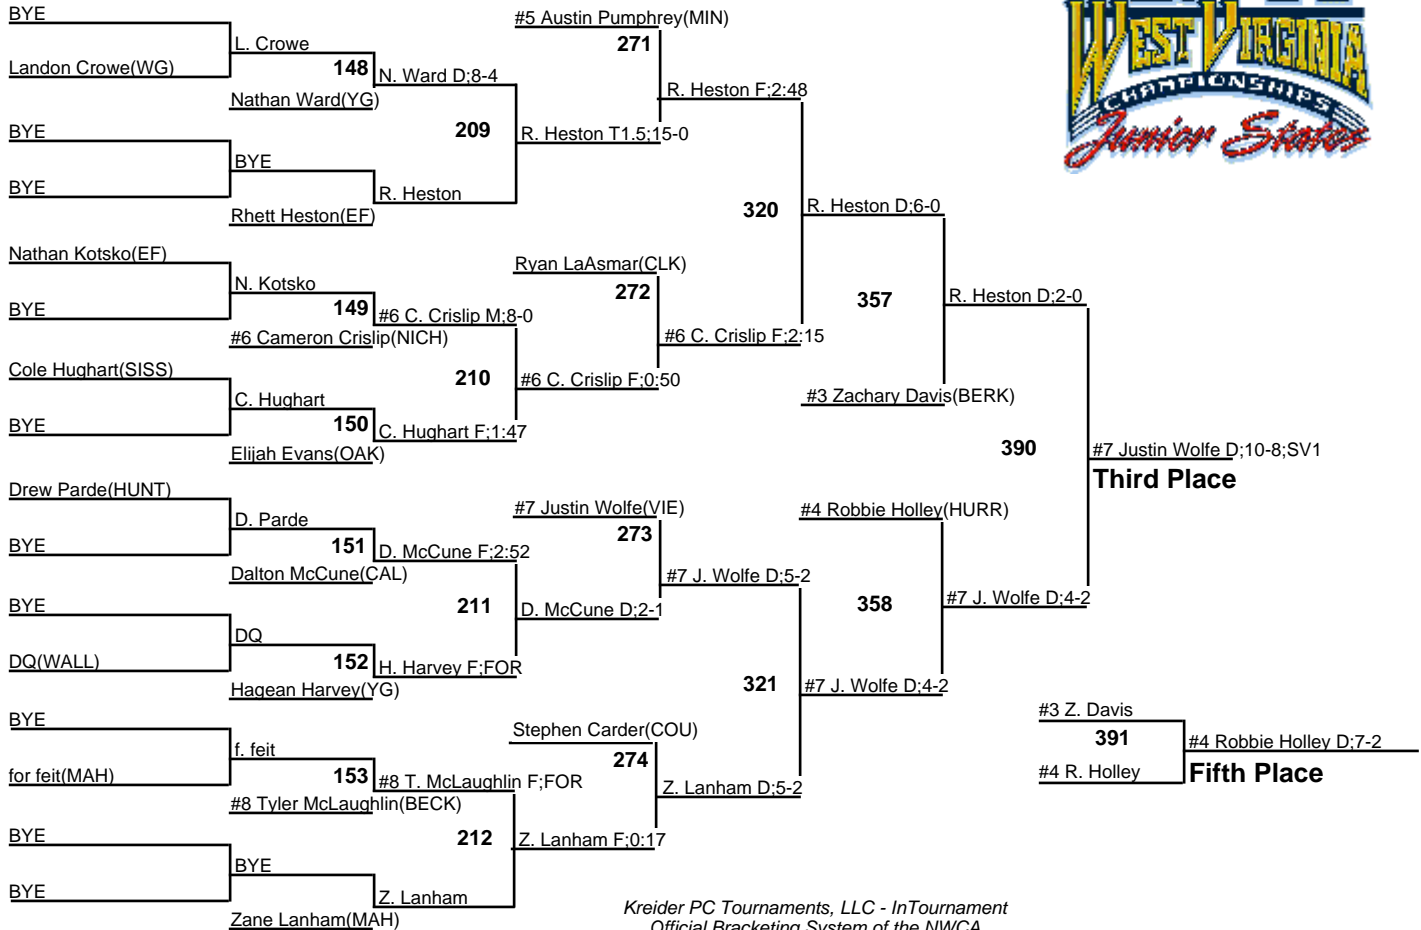 BYE
#5 Austin Pumphrey(MIN)
WEST VIRGINIA
CHAMPIONSHIPS
Junior States
L. Crowe
271
Landon Crowe(WG)
148
N. Ward D;8-4
R. Heston F;2:48
Nathan Ward(YG)
BYE
209
R. Heston T1.5;15-0
BYE
BYE
R. Heston
Rhett Heston(EF)
320
R. Heston D;6-0
Nathan Kotsko(EF)
Ryan LaAsmar(CLK)
N. Kotsko
272
357
R. Heston D;2-0
BYE
149
#6 C. Crislip M;8-0
#6 Cameron Crislip(NICH)
#6 C. Crislip F;2:15
Cole Hughart(SISS)
210
#6 C. Crislip F;0:50
C. Hughart
#3 Zachary Davis(BERK)
BYE
150
C. Hughart F;1:47
Elijah Evans(OAK)
390
#7 Justin Wolfe D;10-8;SV1
Third Place
Drew Parde(HUNT)
#7 Justin Wolfe(VIE)
#4 Robbie Holley(HURR)
D. Parde
273
BYE
151
D. McCune F;2:52
Dalton McCune(CAL)
#7 J. Wolfe D;5-2
BYE
211
D. McCune D;2-1
358
#7 J. Wolfe D;4-2
DQ
DQ(WALL)
152
H. Harvey F;FOR
Hagean Harvey(YG)
321
#7 J. Wolfe D;4-2
BYE
Stephen Carder(COU)
#3 Z. Davis
f. feit
274
391
#4 Robbie Holley D;7-2
for feit(MAH)
153
#8 T. McLaughlin F;FOR
#4 R. Holley
Fifth Place
#8 Tyler McLaughlin(BECK)
Z. Lanham D;5-2
BYE
212
Z. Lanham F;0:17
BYE
BYE
Z. Lanham
Zane Lanham(MAH)
Kreider PC Tournaments, LLC - InTournament
Official Bracketing System of the NWCA